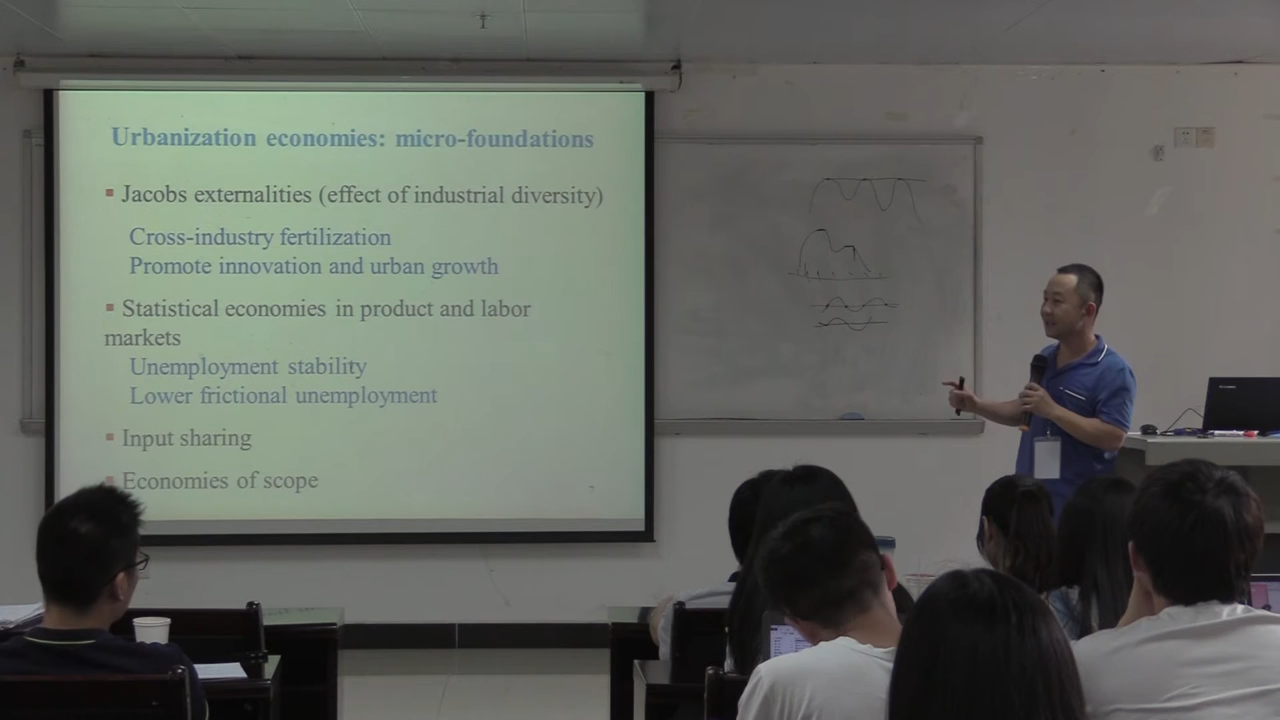 Urbanization economies: micro-foundations
▪ Jacobs externalities (effect of industrial diversity)
Cross-industry fertilization
Promote innovation and urban growth
▪ Statistical economies in product and labor
markets
Unemployment stability
Lower frictional unemployment
▪ Input sharing
▪ Economies of scope